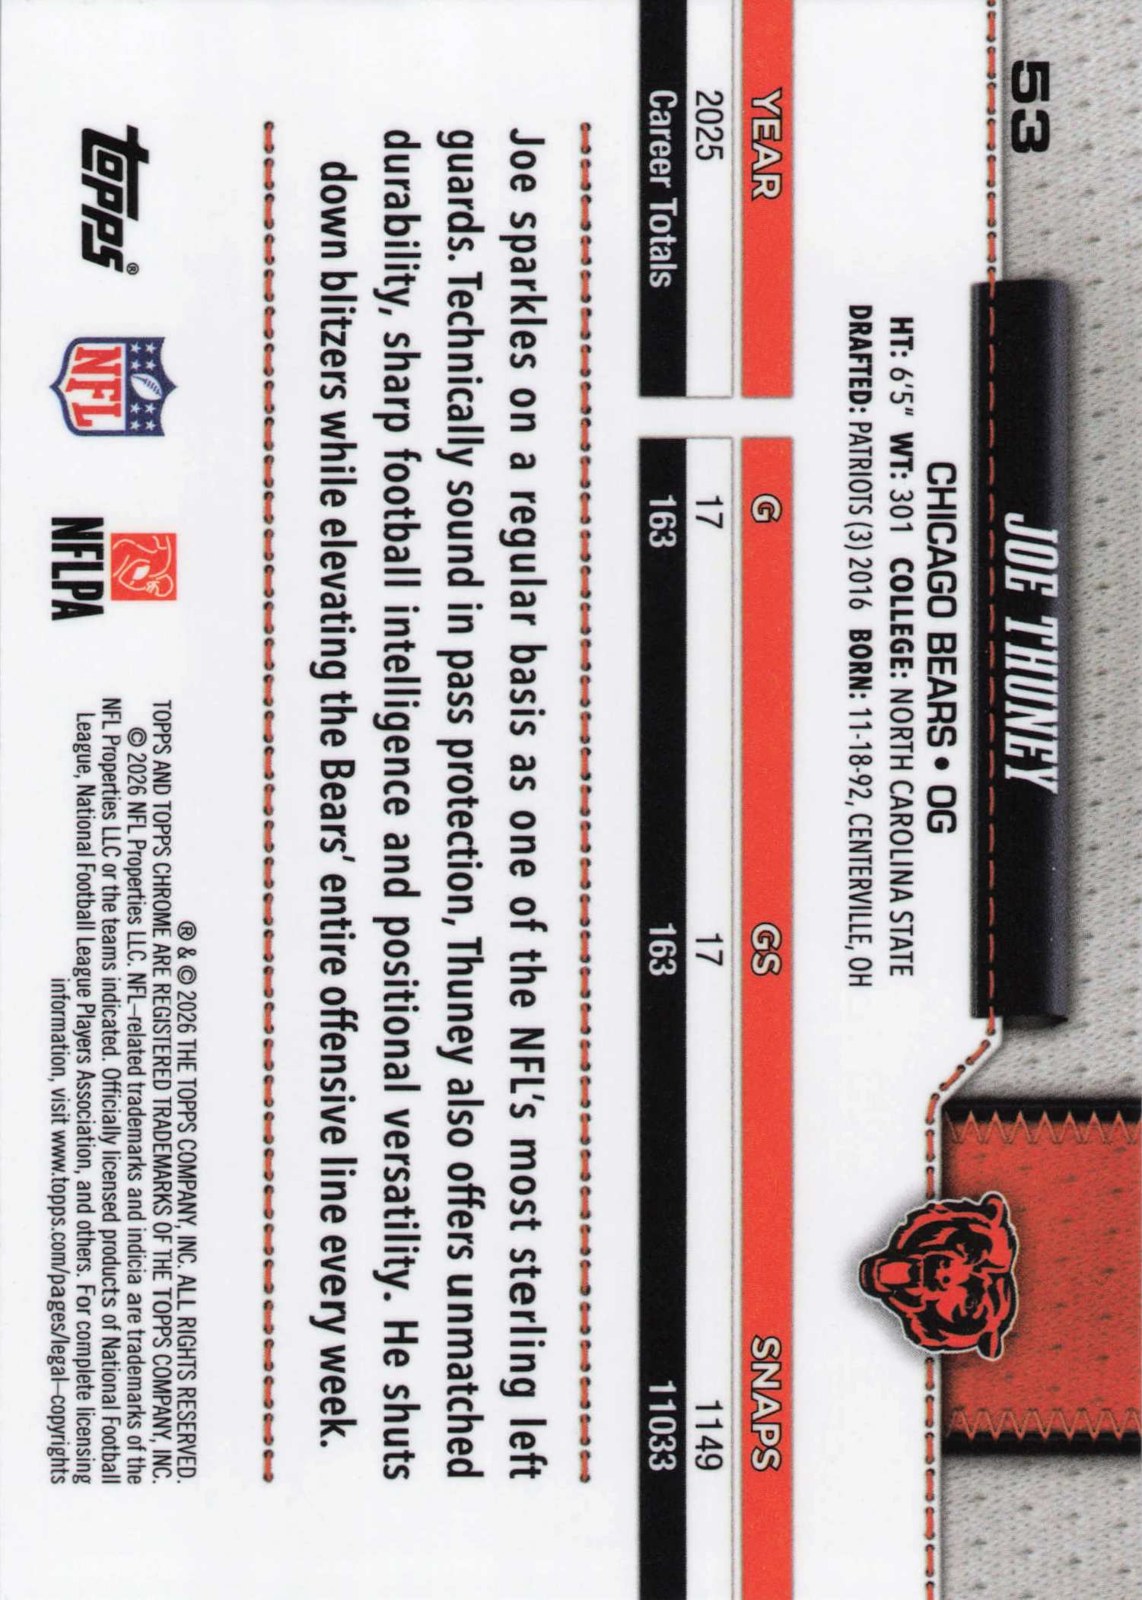 53
JOE THUNEY
CHICAGO BEARS • OG
HT: 6'5" WT: 301 COLLEGE: NORTH CAROLINA STATE
DRAFTED: PATRIOTS (3) 2016 BORN: 11-18-92, CENTERVILLE, OH
YEAR G GS SNAPS
2025 17 17 1149
Career Totals 163 163 11033
Joe sparkles on a regular basis as one of the NFL's most sterling left
guards. Technically sound in pass protection, Thuney also offers unmatched
durability, sharp football intelligence and positional versatility. He shuts
down blitzers while elevating the Bears' entire offensive line every week.
topps®
NFL
NFLPA
® & © 2026 THE TOPPS COMPANY, INC. ALL RIGHTS RESERVED.
TOPPS AND TOPPS CHROME ARE REGISTERED TRADEMARKS OF THE TOPPS COMPANY, INC.
© 2026 NFL Properties LLC. NFL-related trademarks and indicia are trademarks of the
NFL Properties LLC or the teams indicated. Officially licensed products of National Football
League, National Football League Players Association, and others. For complete licensing
information, visit www.topps.com/pages/legal-copyrights